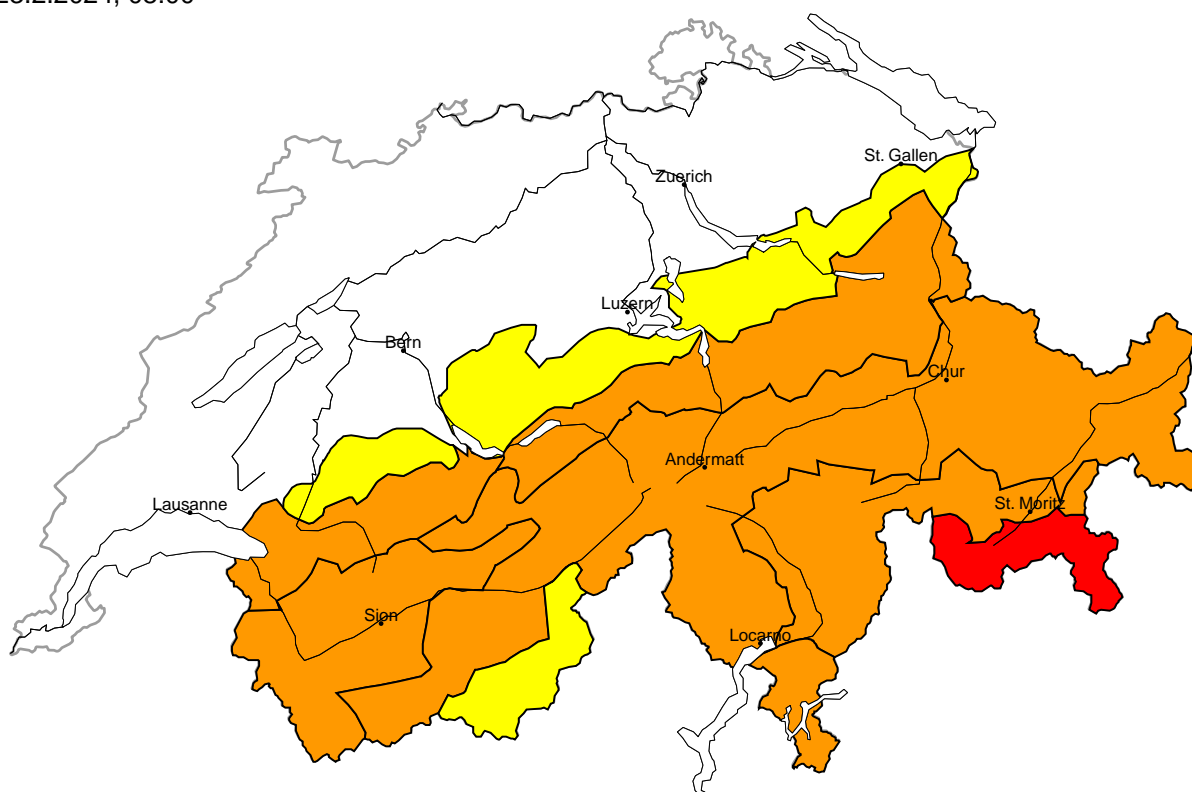 St. Gallen
Zuerich
Luzern
Bern
Chur
Andermatt
Lausanne
St. Moritz
Sion
Locarno